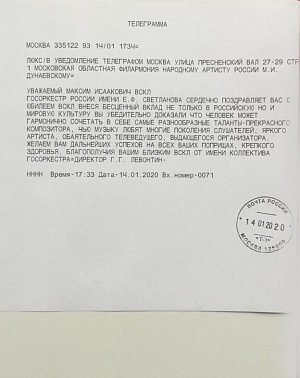 ТЕЛЕГРАММА
МОСКВА 335122 93 14/01 1734=
ЛЮКС/В УВЕДОМЛЕНИЕ ТЕЛЕГРАФОМ МОСКВА УЛИЦА ПРЕСНЕНСКИЙ ВАЛ 27-29 СТР
1 МОСКОВСКАЯ ОБЛАСТНАЯ ФИЛАРМОНИЯ НАРОДНОМУ АРТИСТУ РОССИИ М.И.
ДУНАЕВСКОМУ=
УВАЖАЕМЫЙ МАКСИМ ИСААКОВИЧ ВСКЛ
ГОСОРКЕСТР РОССИИ ИМЕНИ Е.Ф. СВЕТЛАНОВА СЕРДЕЧНО ПОЗДРАВЛЯЕТ ВАС С
ЮБИЛЕЕМ ВСКЛ ВНЕСЯ БЕСЦЕННЫЙ ВКЛАД НЕ ТОЛЬКО В РОССИЙСКУЮ НО И
МИРОВУЮ КУЛЬТУРУ ВЫ УБЕДИТЕЛЬНО ДОКАЗАЛИ ЧТО ЧЕЛОВЕК МОЖЕТ
ГАРМОНИЧНО СОЧЕТАТЬ В СЕБЕ САМЫЕ РАЗНООБРАЗНЫЕ ТАЛАНТЫ-ПРЕКРАСНОГО
КОМПОЗИТОРА, ЧЬЮ МУЗЫКУ ЛЮБЯТ МНОГИЕ ПОКОЛЕНИЯ СЛУШАТЕЛЕЙ, ЯРКОГО
АРТИСТА, ОБАЯТЕЛЬНОГО ТЕЛЕВЕДУЩЕГО, ВЫДАЮЩЕГОСЯ ОРГАНИЗАТОРА.
ЖЕЛАЕМ ВАМ ДАЛЬНЕЙШИХ УСПЕХОВ НА ВСЕХ ВАШИХ ПОПРИЩАХ, КРЕПКОГО
ЗДОРОВЬЯ, БЛАГОПОЛУЧИЯ ВАШИМ БЛИЗКИМ ВСКЛ ОТ ИМЕНИ КОЛЛЕКТИВА
ГОСОРКЕСТРА=ДИРЕКТОР Г.Г. ЛЕВОНТИН=
НННН Время-17:33 Дата-14.01.2020 Вх.номер-0071
ПОЧТА РОССИИ
14 012020
МОСКВА